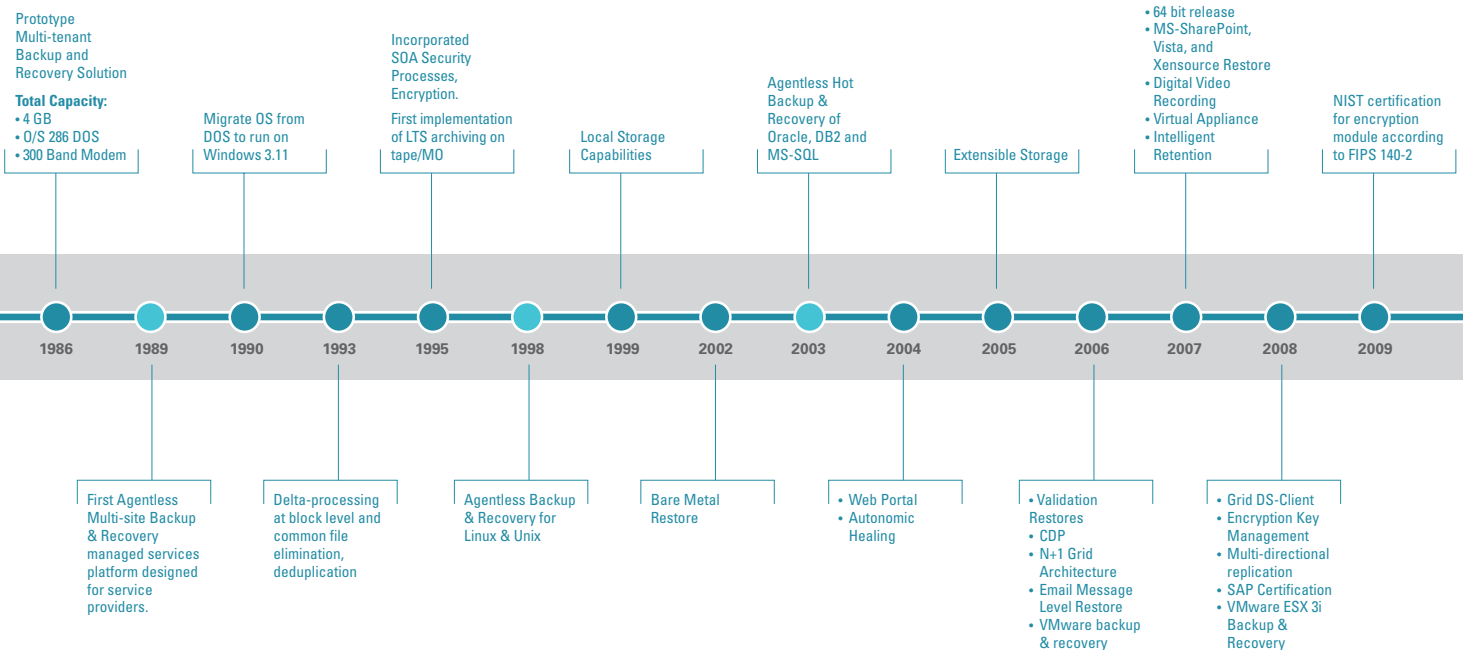 Prototype
Multi-tenant
Backup and
Recovery Solution
Total Capacity:
• 4 GB
• O/S 286 DOS
• 300 Band Modem
Migrate OS from
DOS to run on
Windows 3.11
Incorporated
SOA Security
Processes,
Encryption.
First implementation
of LTS archiving on
tape/MO
Local Storage
Capabilities
Agentless Hot
Backup &
Recovery of
Oracle, DB2 and
MS-SQL
Extensible Storage
• 64 bit release
• MS-SharePoint,
Vista, and
Xensource Restore
• Digital Video
Recording
• Virtual Appliance
• Intelligent
Retention
NIST certification
for encryption
module according
to FIPS 140-2
1986 1989 1990 1993 1995 1998 1999 2002 2003 2004 2005 2006 2007 2008 2009
First Agentless
Multi-site Backup
& Recovery
managed services
platform designed
for service
providers.
Delta-processing
at block level and
common file
elimination,
deduplication
Agentless Backup
& Recovery for
Linux & Unix
Bare Metal
Restore
• Web Portal
• Autonomic
Healing
• Validation
Restores
• CDP
• N+1 Grid
Architecture
• Email Message
Level Restore
• VMware backup
& recovery
• Grid DS-Client
• Encryption Key
Management
• Multi-directional
replication
• SAP Certification
• VMware ESX 3i
Backup &
Recovery